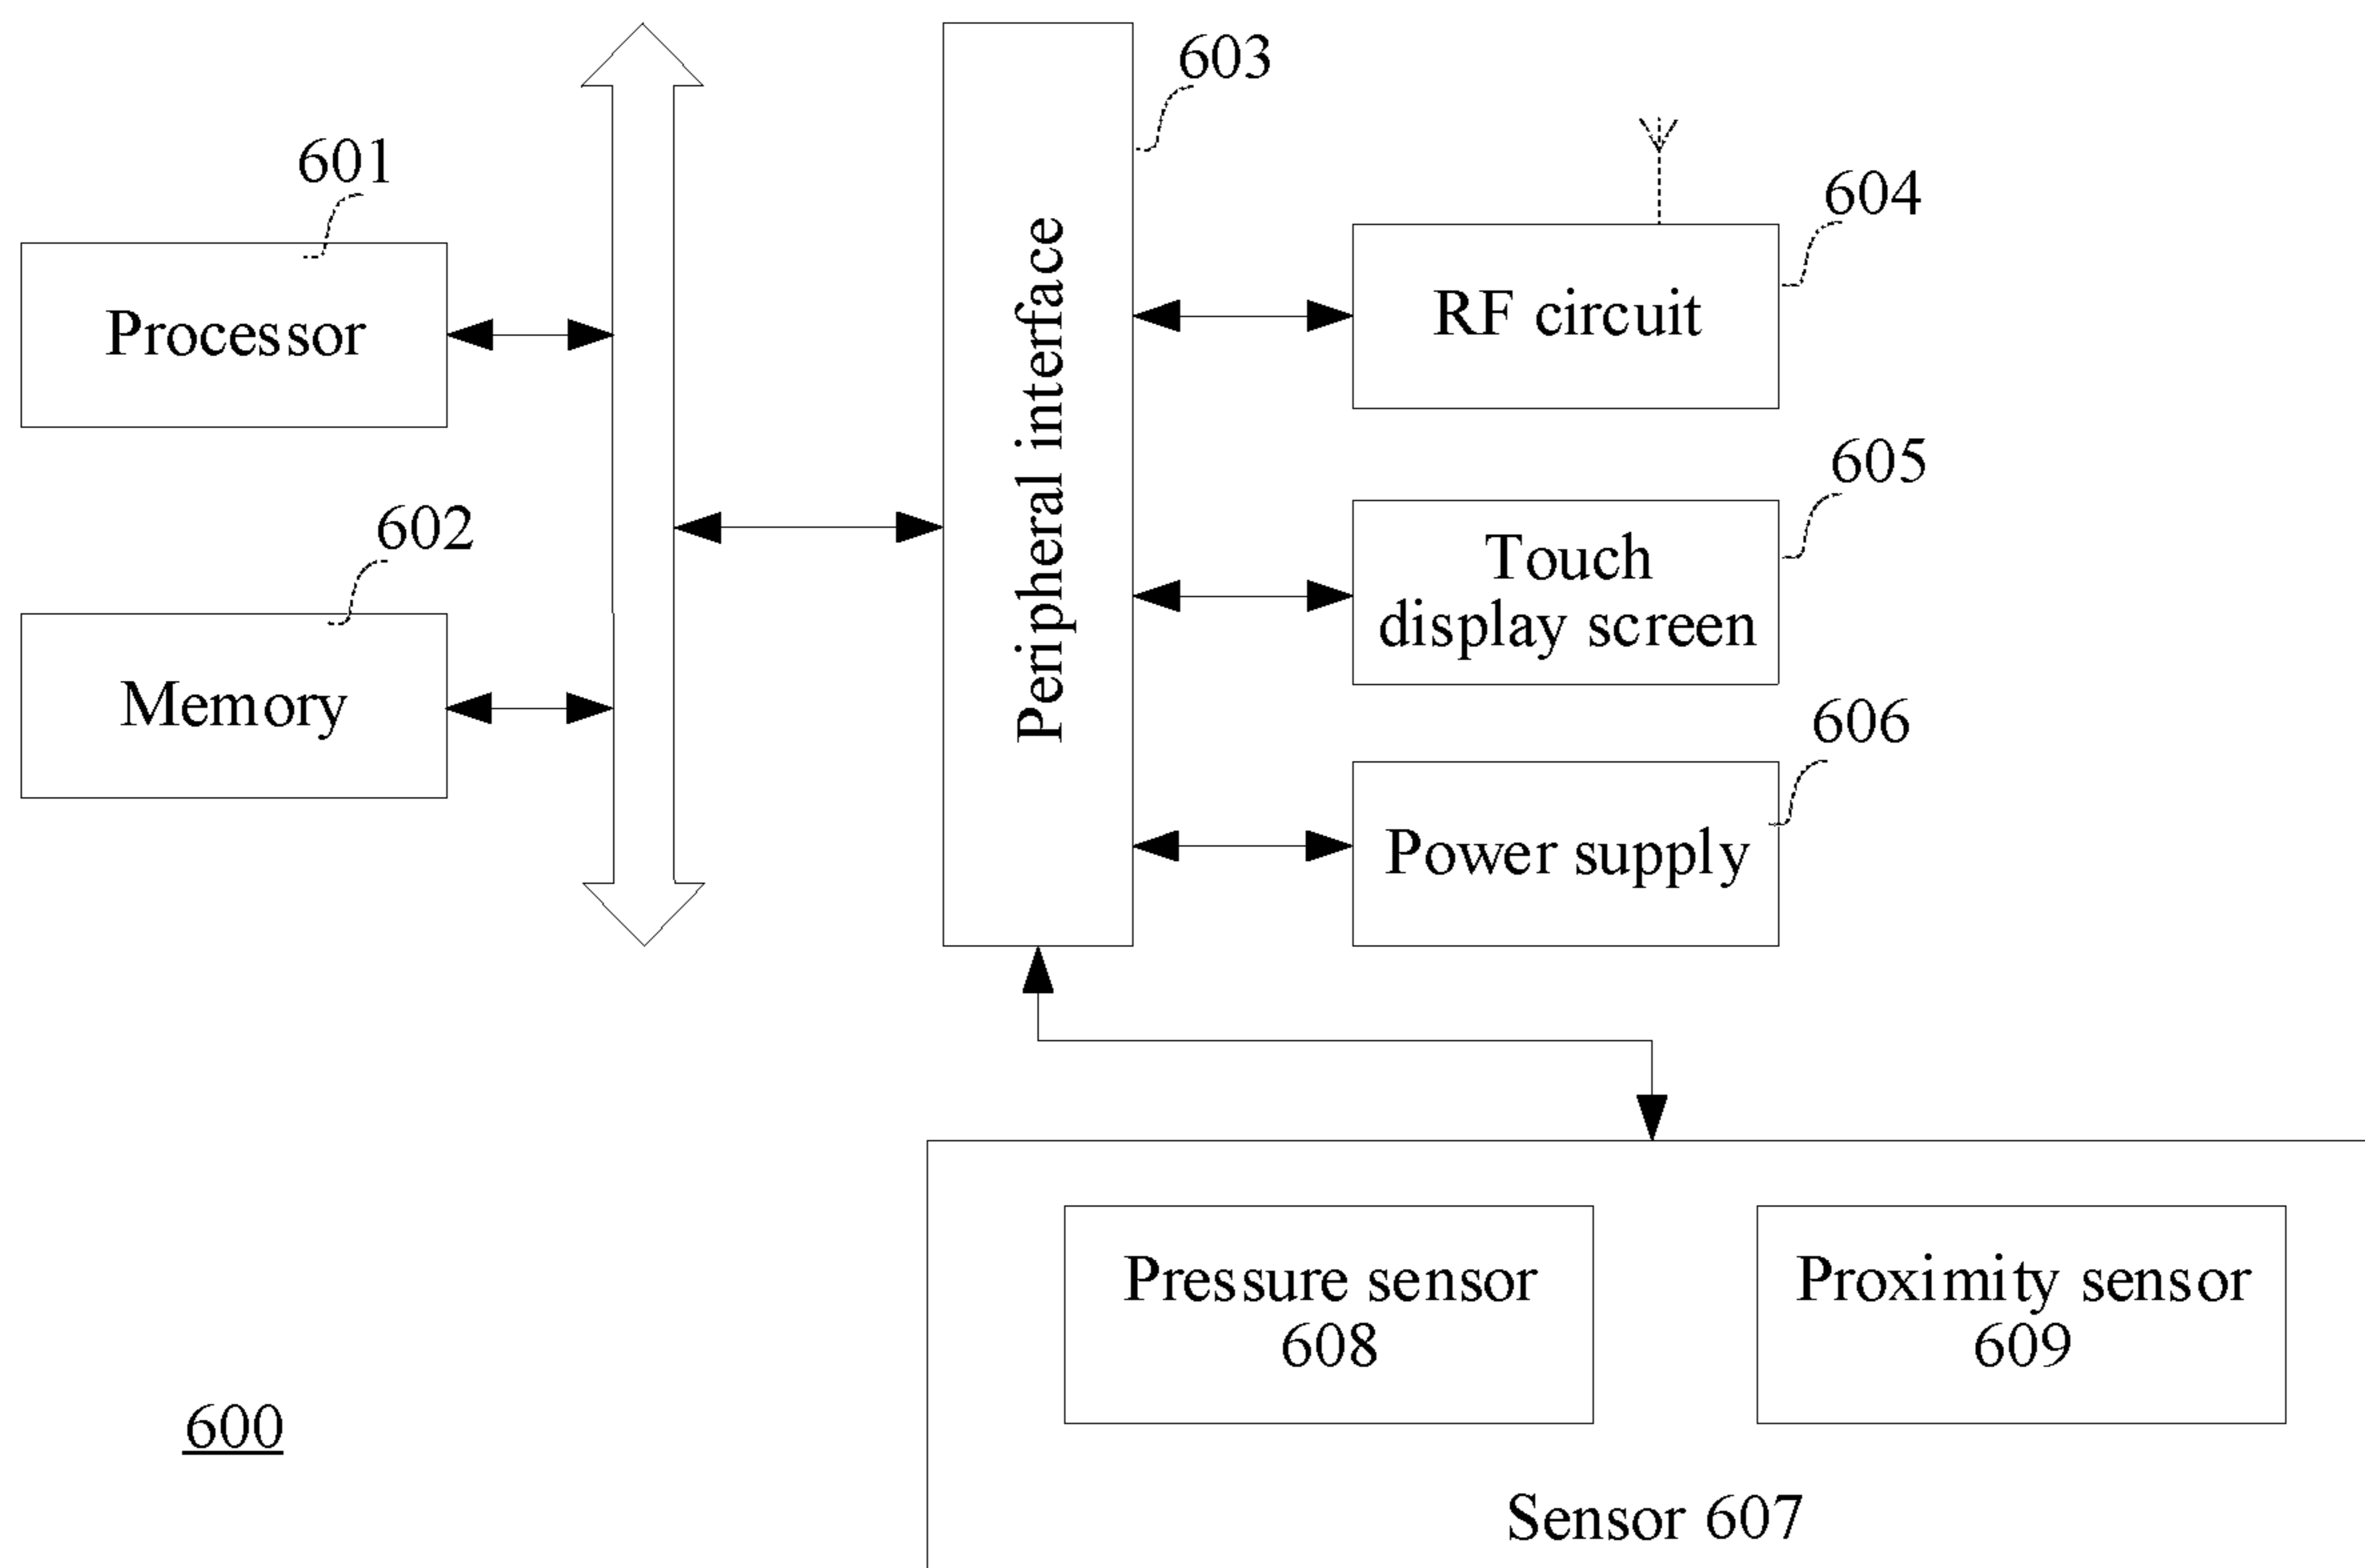 603
601
604
Processor
Peripheral interface
RF circuit
602
605
Memory
Touch
display screen
606
Power supply
Pressure sensor
608
Proximity sensor
609
600
Sensor 607